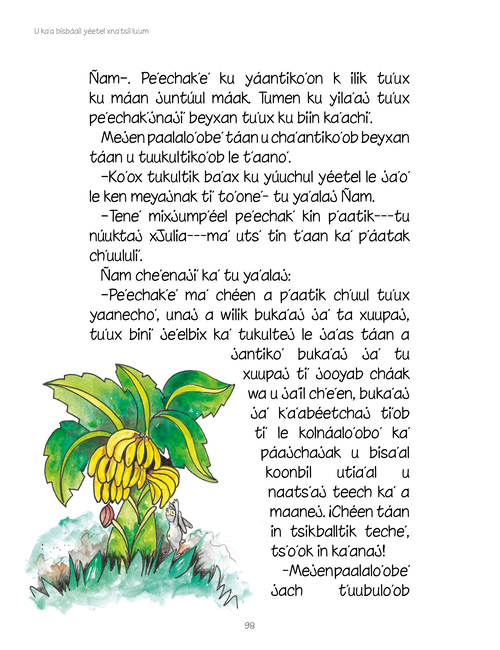 U ka'a bisbáail yéetel xna'tsil lu'um
Ñam–. Pe'echak'e' ku yáantiko'on k ilik tu'ux
ku máan juntúul máak. Tumen ku yila'aj tu'ux
pe'echak'jnaji beyxan tu'ux ku biin ka'achi'.
Mejen paalalo'obe' táan u cha'antiko'ob beyxan
táan u tuukultiko'ob le t'aano'.
–Ko'ox tukultik ba'ax ku yúuchul yéetel le ja'o'
le ken meyajnak ti' to'one'- tu ya'alaj Ñam.
–Tene' mixjump'éel pe'echak' kin p'aatik---tu
núuktaj xJulia---ma' uts' tin t'aan ka' p'áatak
ch'uululi'.
Ñam che'enaji ka' tu ya'alaj:
–Pe'echak'e' ma' chéen a p'aatik ch'uul tu'ux
yaanecho', unaj a wilik buka'aj ja' ta xuupaj,
tu'ux bini' je'elbix ka' tukultej le ja'as táan a
jantiko' buka'aj ja' tu
xuupaj ti' jooyab cháak
wa u ja'il ch'e'en, buka'aj
ja' k'a'abéetchaj ti'ob
ti' le kolnáalo'obo' ka'
páajchajak u bisa'al
koonbil utia'al u
naats'aj teech ka' a
maanej. ¡Chéen táan
in tsikbaltik teche',
ts'o'ok in ka'anaj!
-Mejenpaalalo'obe'
jach t'uubulo'ob
98